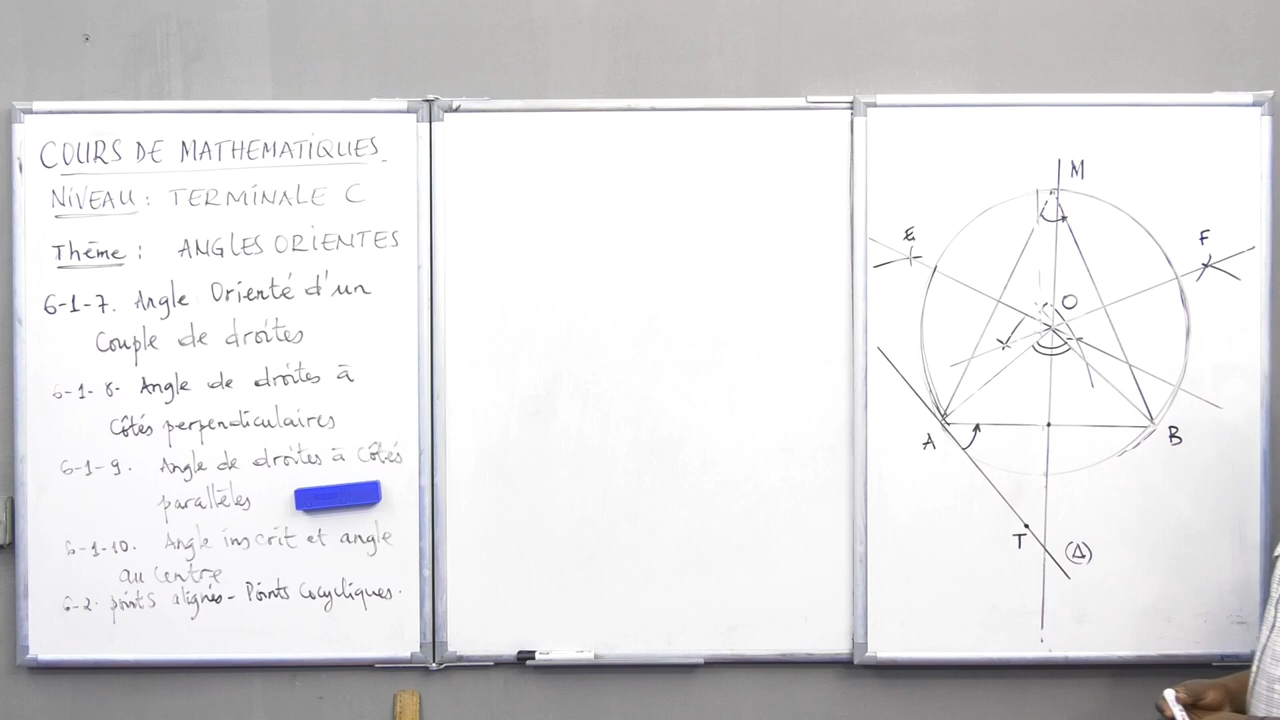 COURS DE MATHEMATIQUES
NIVEAU : TERMINALE C
Thème : ANGLES ORIENTES
6-1-7. Angle Orienté d'un
Couple de droites
6-1-8- Angle de droites à
Côtés perpendiculaires
6-1-9. Angle de droites à Côtés
parallèles
6-1-10. Angle inscrit et angle
au Centre
6-2. points alignés - Points Cocycliques.
M
E
F
O
A
B
T
(Δ)